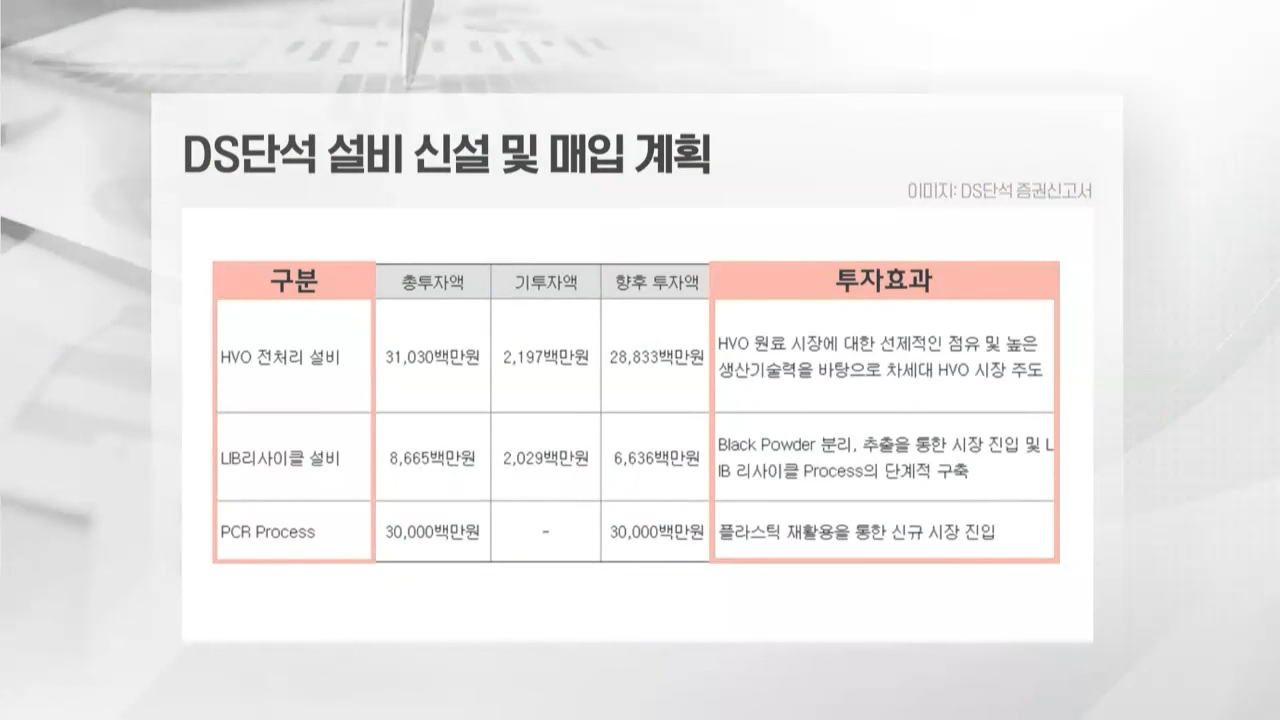 DS단석 설비 신설 및 매입 계획
이미지: DS단석 증권신고서
구분 총투자액 기투자액 향후 투자액 투자효과
HVO 전처리 설비 31,030백만원 2,197백만원 28,833백만원 HVO 원료 시장에 대한 선제적인 점유 및 높은
생산기술력을 바탕으로 차세대 HVO 시장 주도
LIB리사이클 설비 8,665백만원 2,029백만원 6,636백만원 Black Powder 분리, 추출을 통한 시장 진입 및 L
IB 리사이클 Process의 단계적 구축
PCR Process 30,000백만원 - 30,000백만원 플라스틱 재활용을 통한 신규 시장 진입